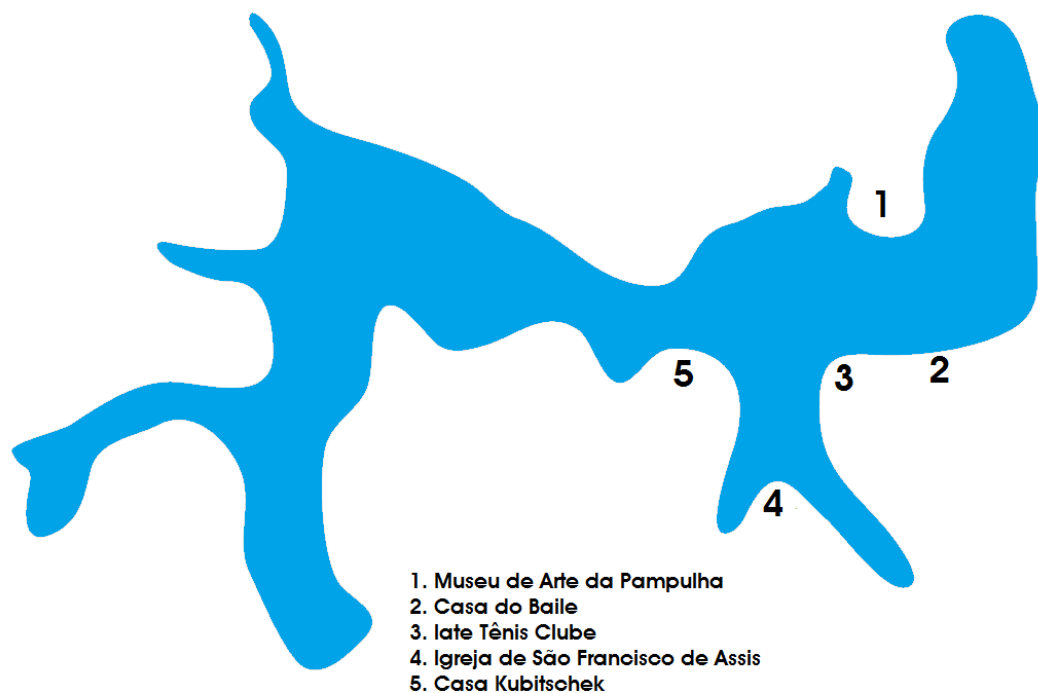 1
2
3
5
4
1. Museu de Arte da Pampulha
2. Casa do Baile
3. Iate Tênis Clube
4. Igreja de São Francisco de Assis
5. Casa Kubitschek